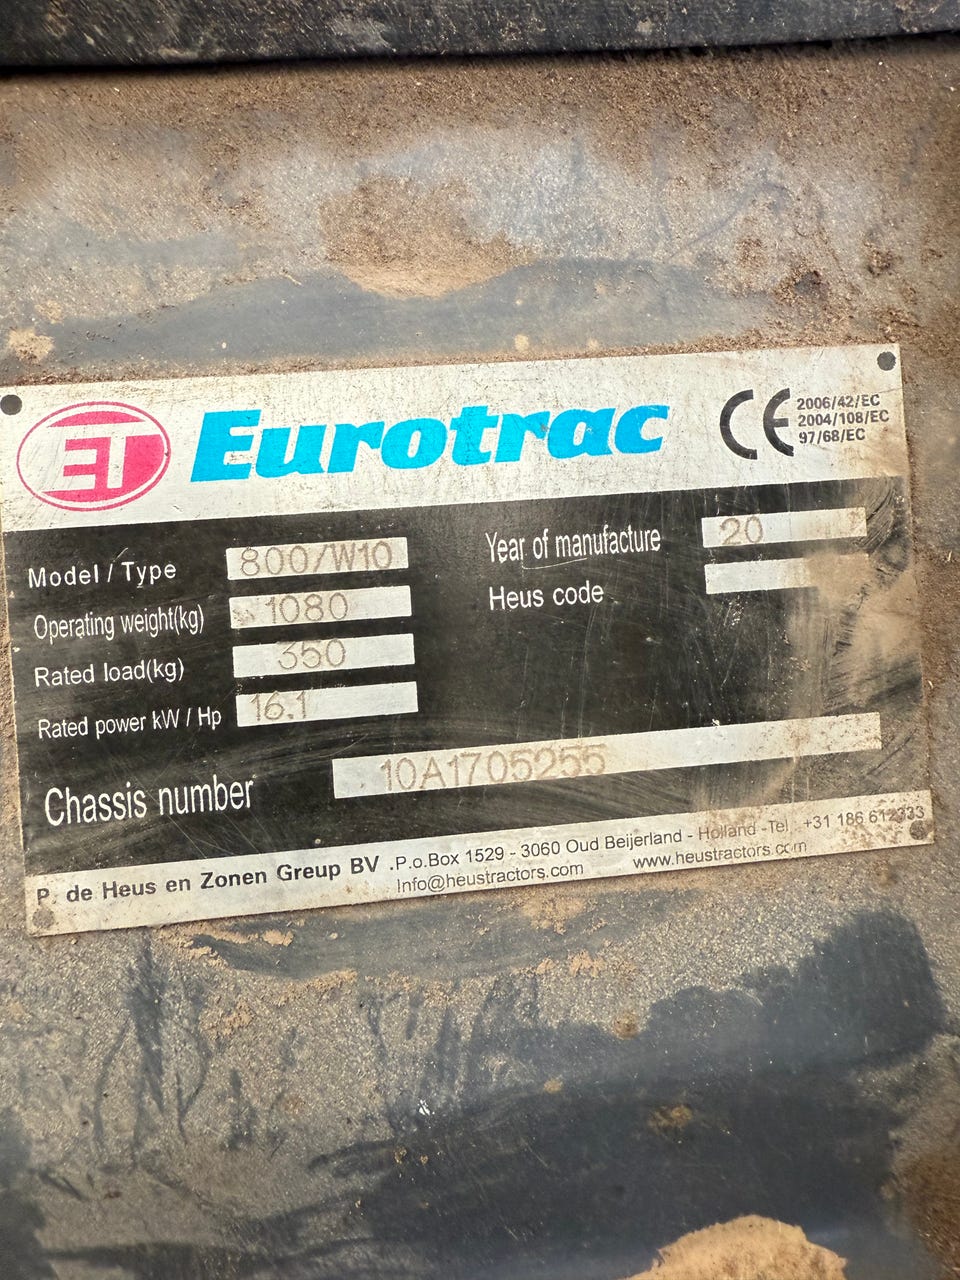 ET Eurotrac CE 2006/42/EC
2004/108/EC
97/68/EC
Model / Type 800/W10
Operating weight(kg) 1080
Rated load(kg) 350
Rated power kW / Hp 16.1
Year of manufacture 20
Heus code
Chassis number 10A1705255
P. de Heus en Zonen Greup BV .P.o.Box 1529 - 3060 Oud Beijerland - Holland -Tel +31 186 612333
Info@heustractors.com www.heustractors.com